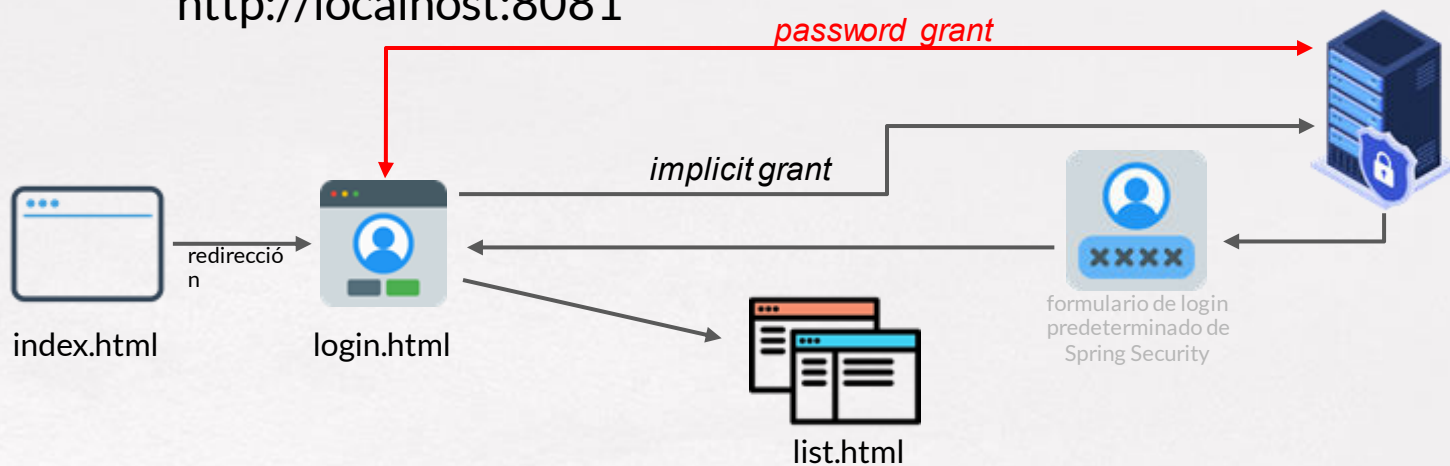 http://localhost:8081
password grant
implicit grant
redirecció
n
××××
formulario de login
predeterminado de
Spring Security
index.html
login.html
list.html